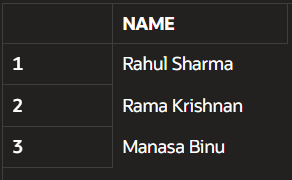 NAME
1 Rahul Sharma
2 Rama Krishnan
3 Manasa Binu